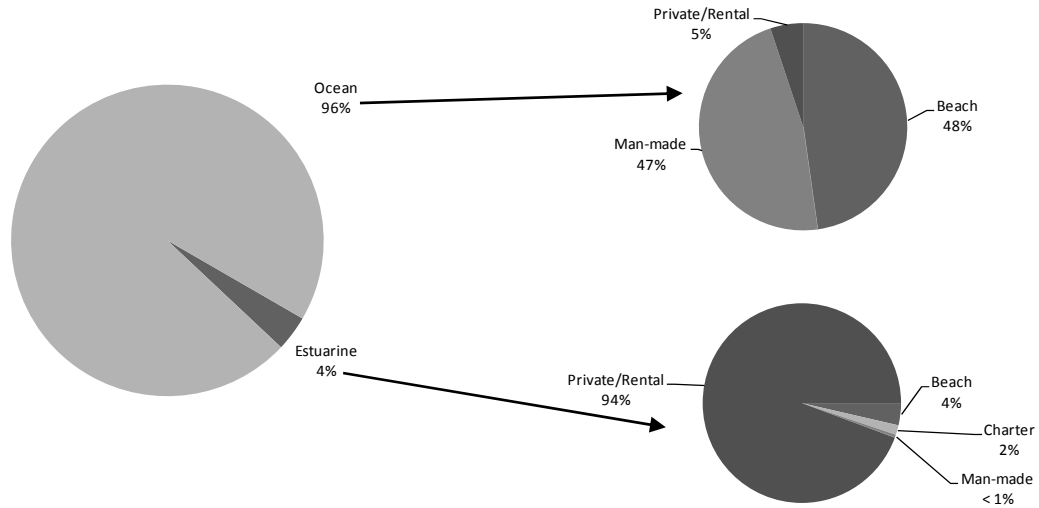 Private/Rental
5%
Ocean
96%
Beach
48%
Man-made
47%
Estuarine
4%
Private/Rental
94%
Beach
4%
Charter
2%
Man-made
< 1%